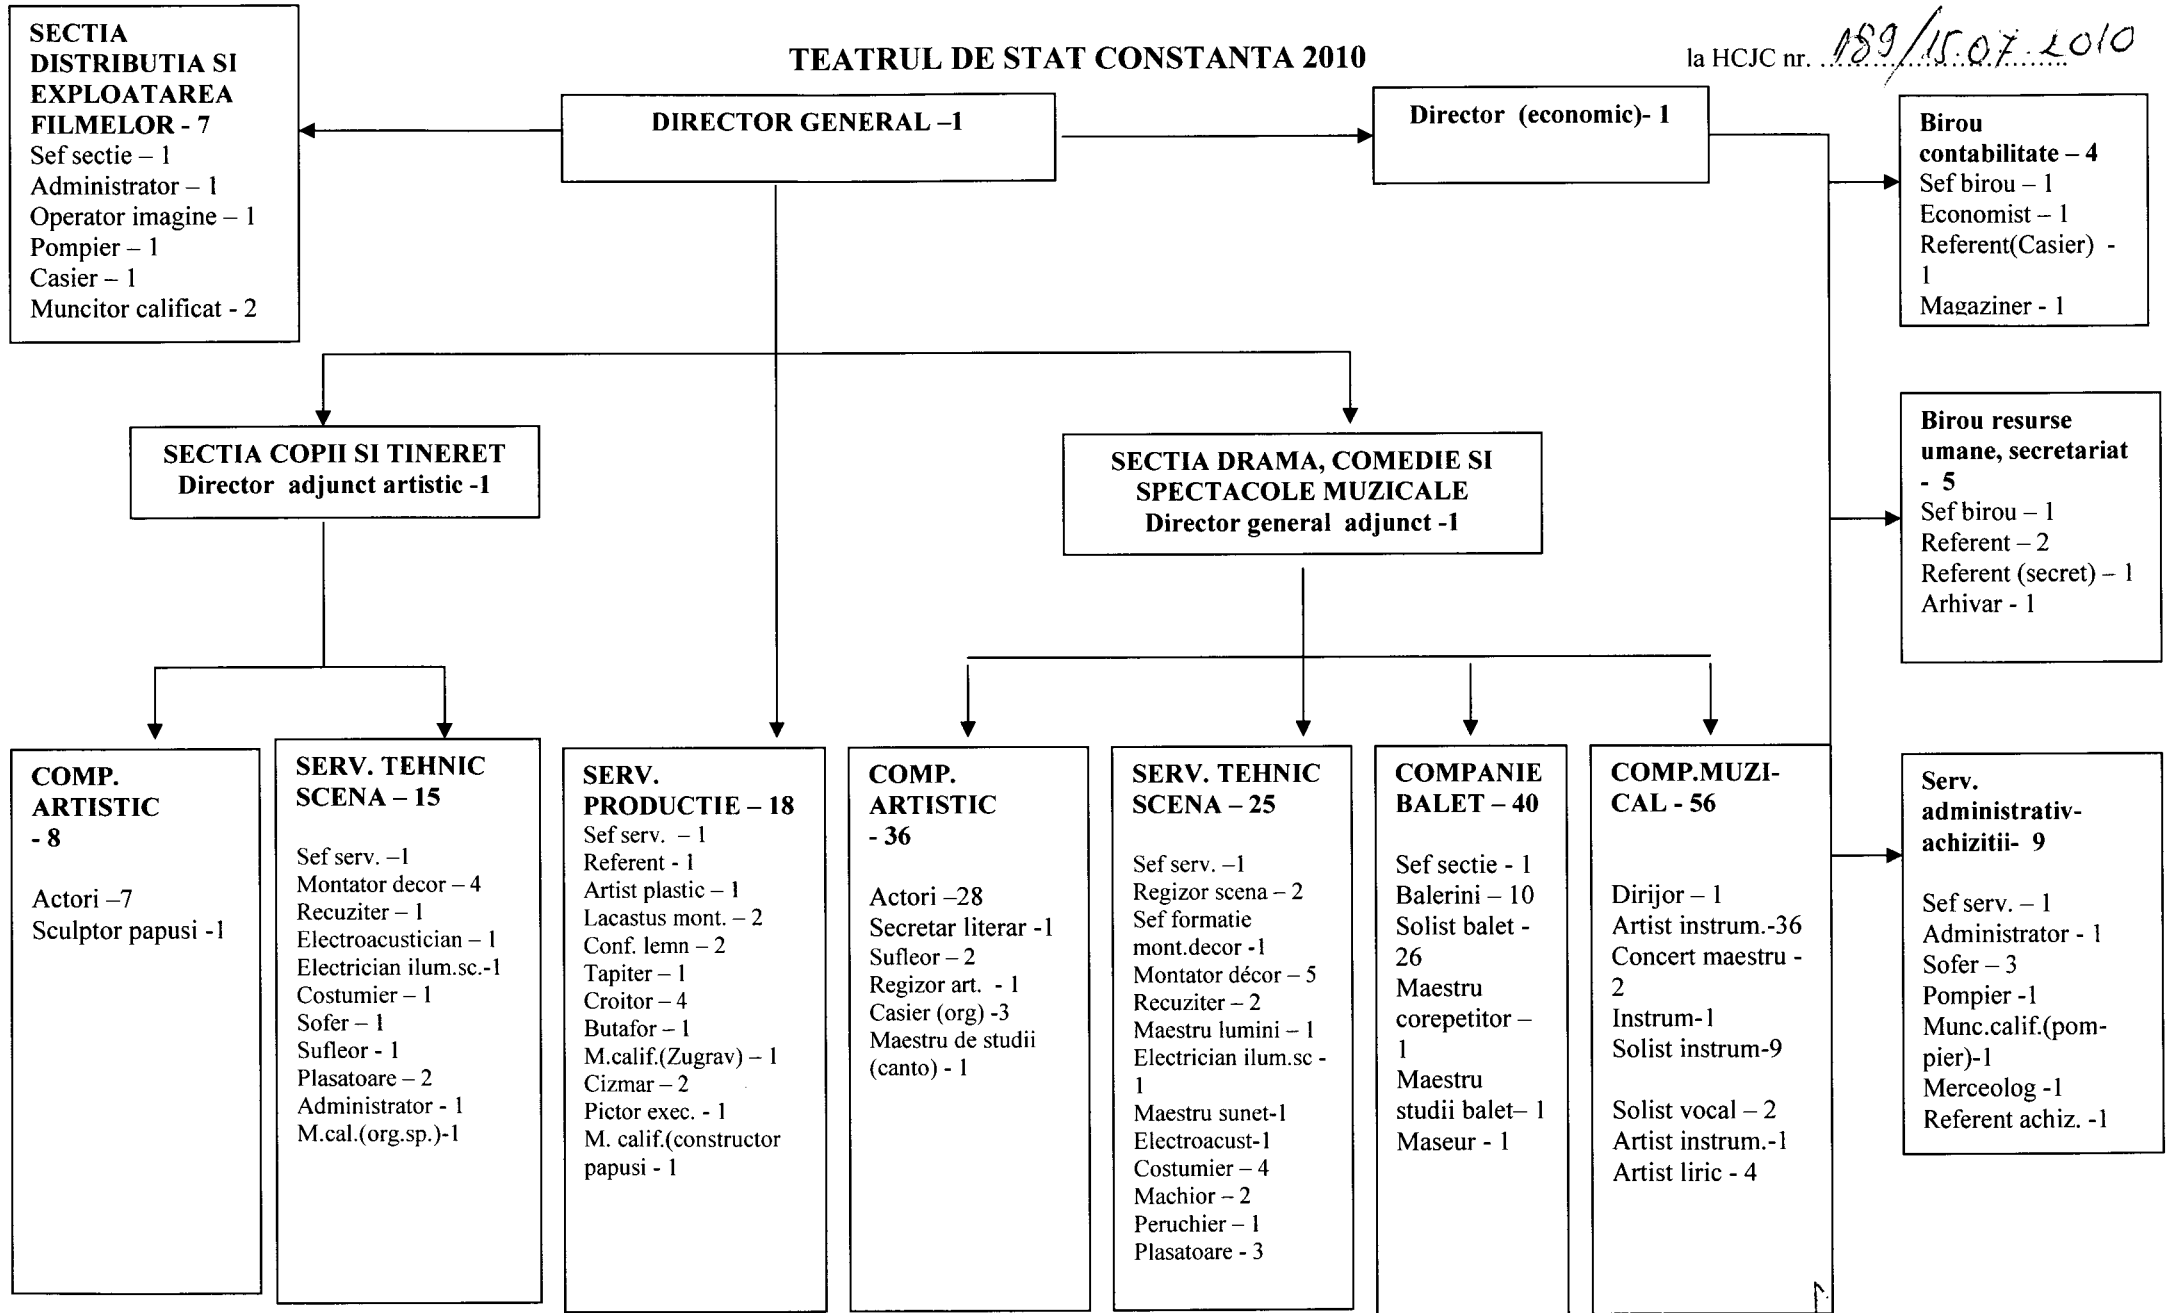 TEATRUL DE STAT CONSTANTA 2010
la HCJC nr. 189/15.07.2010
SECTIA
DISTRIBUTIA SI
EXPLOATAREA
FILMELOR - 7
Sef sectie – 1
Administrator – 1
Operator imagine – 1
Pompier – 1
Casier – 1
Muncitor calificat - 2
DIRECTOR GENERAL –1
Director (economic)- 1
Birou
contabilitate – 4
Sef birou – 1
Economist – 1
Referent(Casier) -
1
Magaziner - 1
Birou resurse
umane, secretariat
- 5
Sef birou – 1
Referent – 2
Referent (secret) – 1
Arhivar - 1
SECTIA COPII SI TINERET
Director adjunct artistic -1
SECTIA DRAMA, COMEDIE SI
SPECTACOLE MUZICALE
Director general adjunct -1
COMP.
ARTISTIC
- 8
Actori –7
Sculptor papusi -1
SERV. TEHNIC
SCENA – 15
Sef serv. –1
Montator decor – 4
Recuziter – 1
Electroacustician – 1
Electrician ilum.sc.-1
Costumier – 1
Sofer – 1
Sufleor - 1
Plasatoare – 2
Administrator - 1
M.cal.(org.sp.)-1
SERV.
PRODUCTIE – 18
Sef serv. – 1
Referent - 1
Artist plastic – 1
Lacastus mont. – 2
Conf. lemn – 2
Tapiter – 1
Croitor – 4
Butafor – 1
M.calif.(Zugrav) – 1
Cizmar – 2
Pictor exec. - 1
M. calif.(constructor
papusi - 1
COMP.
ARTISTIC
- 36
Actori –28
Secretar literar -1
Sufleor – 2
Regizor art. - 1
Casier (org) -3
Maestru de studii
(canto) - 1
SERV. TEHNIC
SCENA – 25
Sef serv. –1
Regizor scena – 2
Sef formatie
mont.decor -1
Montator décor – 5
Recuziter – 2
Maestru lumini – 1
Electrician ilum.sc -
1
Maestru sunet-1
Electroacust-1
Costumier – 4
Machior – 2
Peruchier – 1
Plasatoare - 3
COMPANIE
BALET – 40
Sef sectie - 1
Balerini – 10
Solist balet -
26
Maestru
corepetitor –
1
Maestru
studii balet– 1
Maseur - 1
COMP.MUZI-
CAL - 56
Dirijor – 1
Artist instrum.-36
Concert maestru -
2
Instrum-1
Solist instrum-9
Solist vocal – 2
Artist instrum.-1
Artist liric - 4
Serv.
administrativ-
achizitii- 9
Sef serv. – 1
Administrator - 1
Sofer – 3
Pompier -1
Munc.calif.(pom-
pier)-1
Merceolog -1
Referent achiz. -1